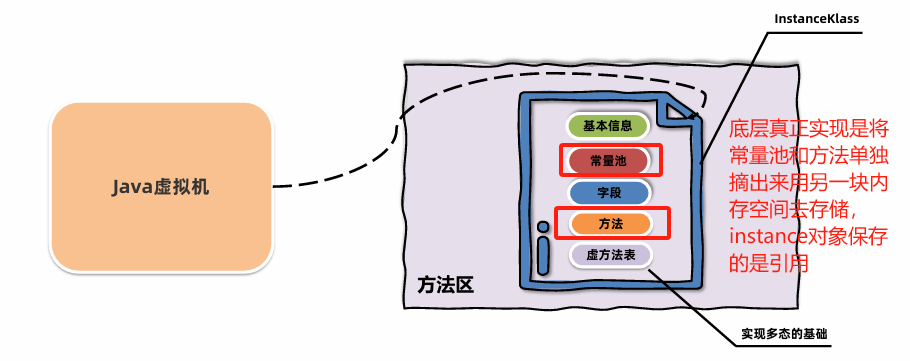 InstanceKlass
基本信息
常量池
字段
方法
虚方法表
Java虚拟机
方法区
底层真正实现是将
常量池和方法单独
摘出来用另一块内
存空间去存储，
instance对象保存
的是引用
实现多态的基础